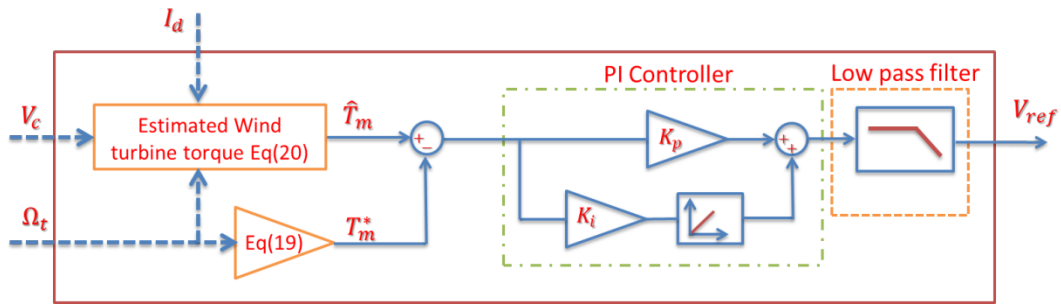 I_d
PI Controller
Low pass filter
V_c
Estimated Wind
turbine torque Eq(20)
T̂_m
+
−
K_p
+
+
V_ref
Ω_t
Eq(19)
T_m^*
K_i